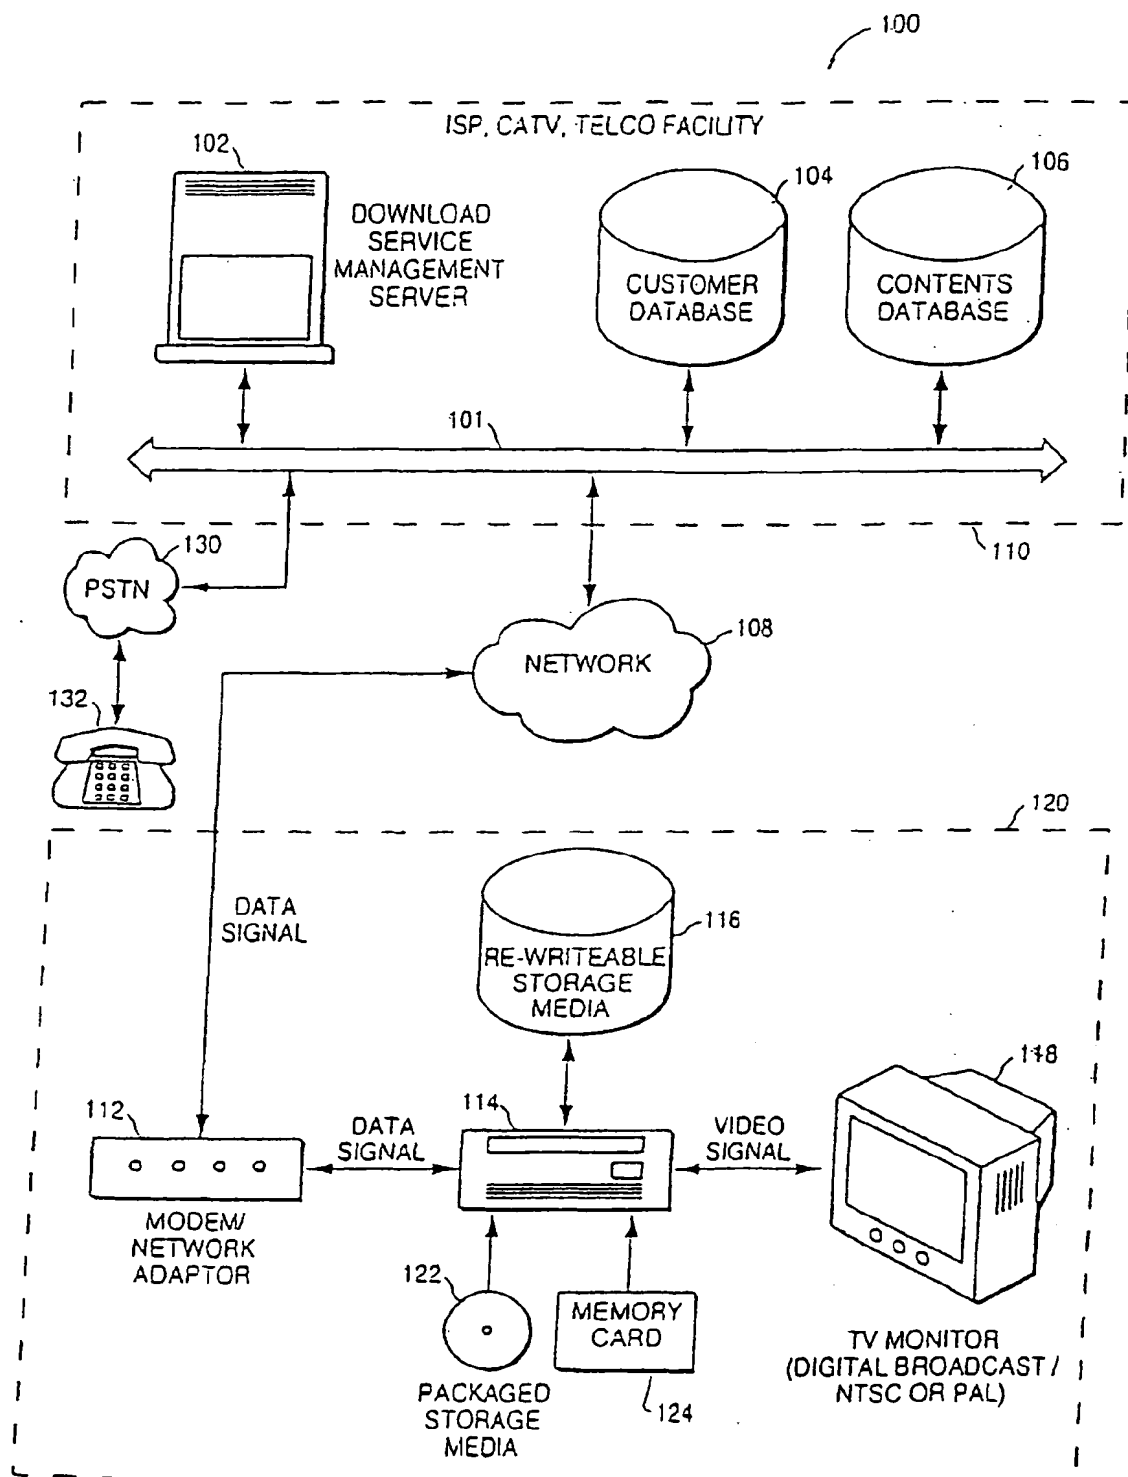 100
ISP, CATV, TELCO FACILITY
102
DOWNLOAD
SERVICE
MANAGEMENT
SERVER
104
CUSTOMER
DATABASE
106
CONTENTS
DATABASE
101
110
130
PSTN
108
NETWORK
132
120
DATA
SIGNAL
116
RE-WRITEABLE
STORAGE
MEDIA
118
112
DATA
SIGNAL
114
VIDEO
SIGNAL
MODEM/
NETWORK
ADAPTOR
122
MEMORY
CARD
124
PACKAGED
STORAGE
MEDIA
TV MONITOR
(DIGITAL BROADCAST /
NTSC OR PAL)